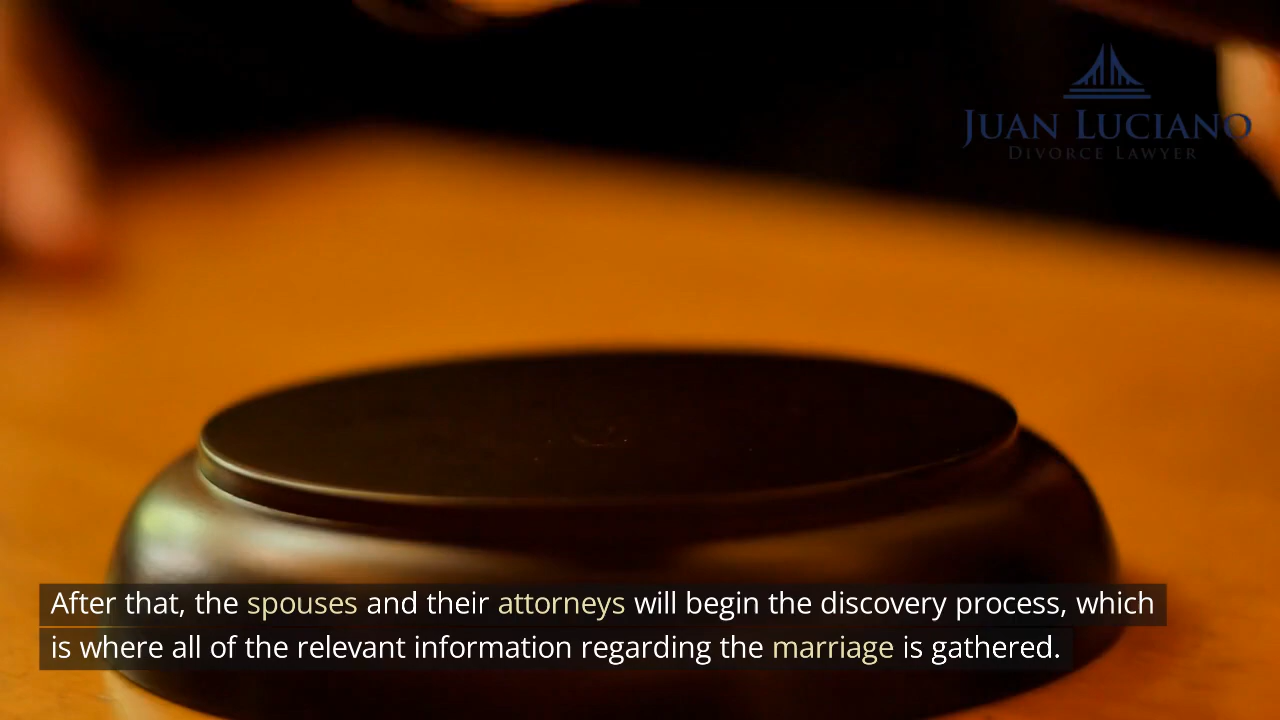 JUAN LUCIANO
DIVORCE LAWYER
After that, the spouses and their attorneys will begin the discovery process, which
is where all of the relevant information regarding the marriage is gathered.